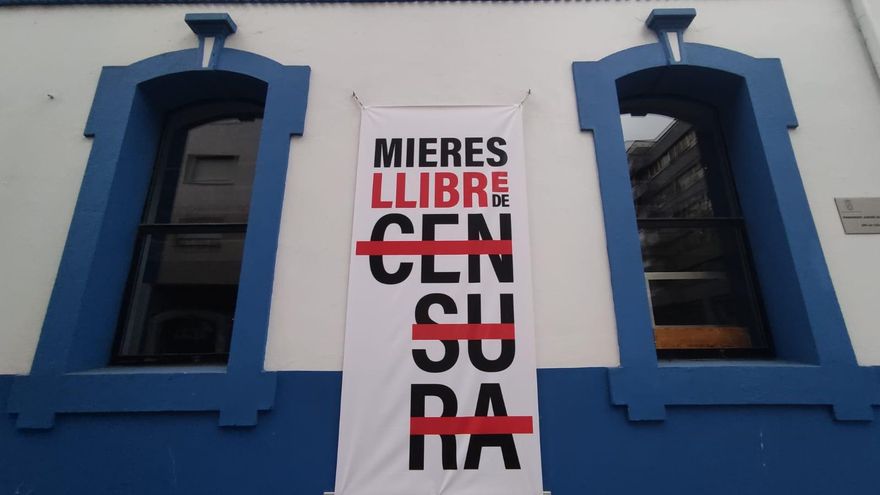 MIERES
LLIBRE
DE
CEN
SU
RA